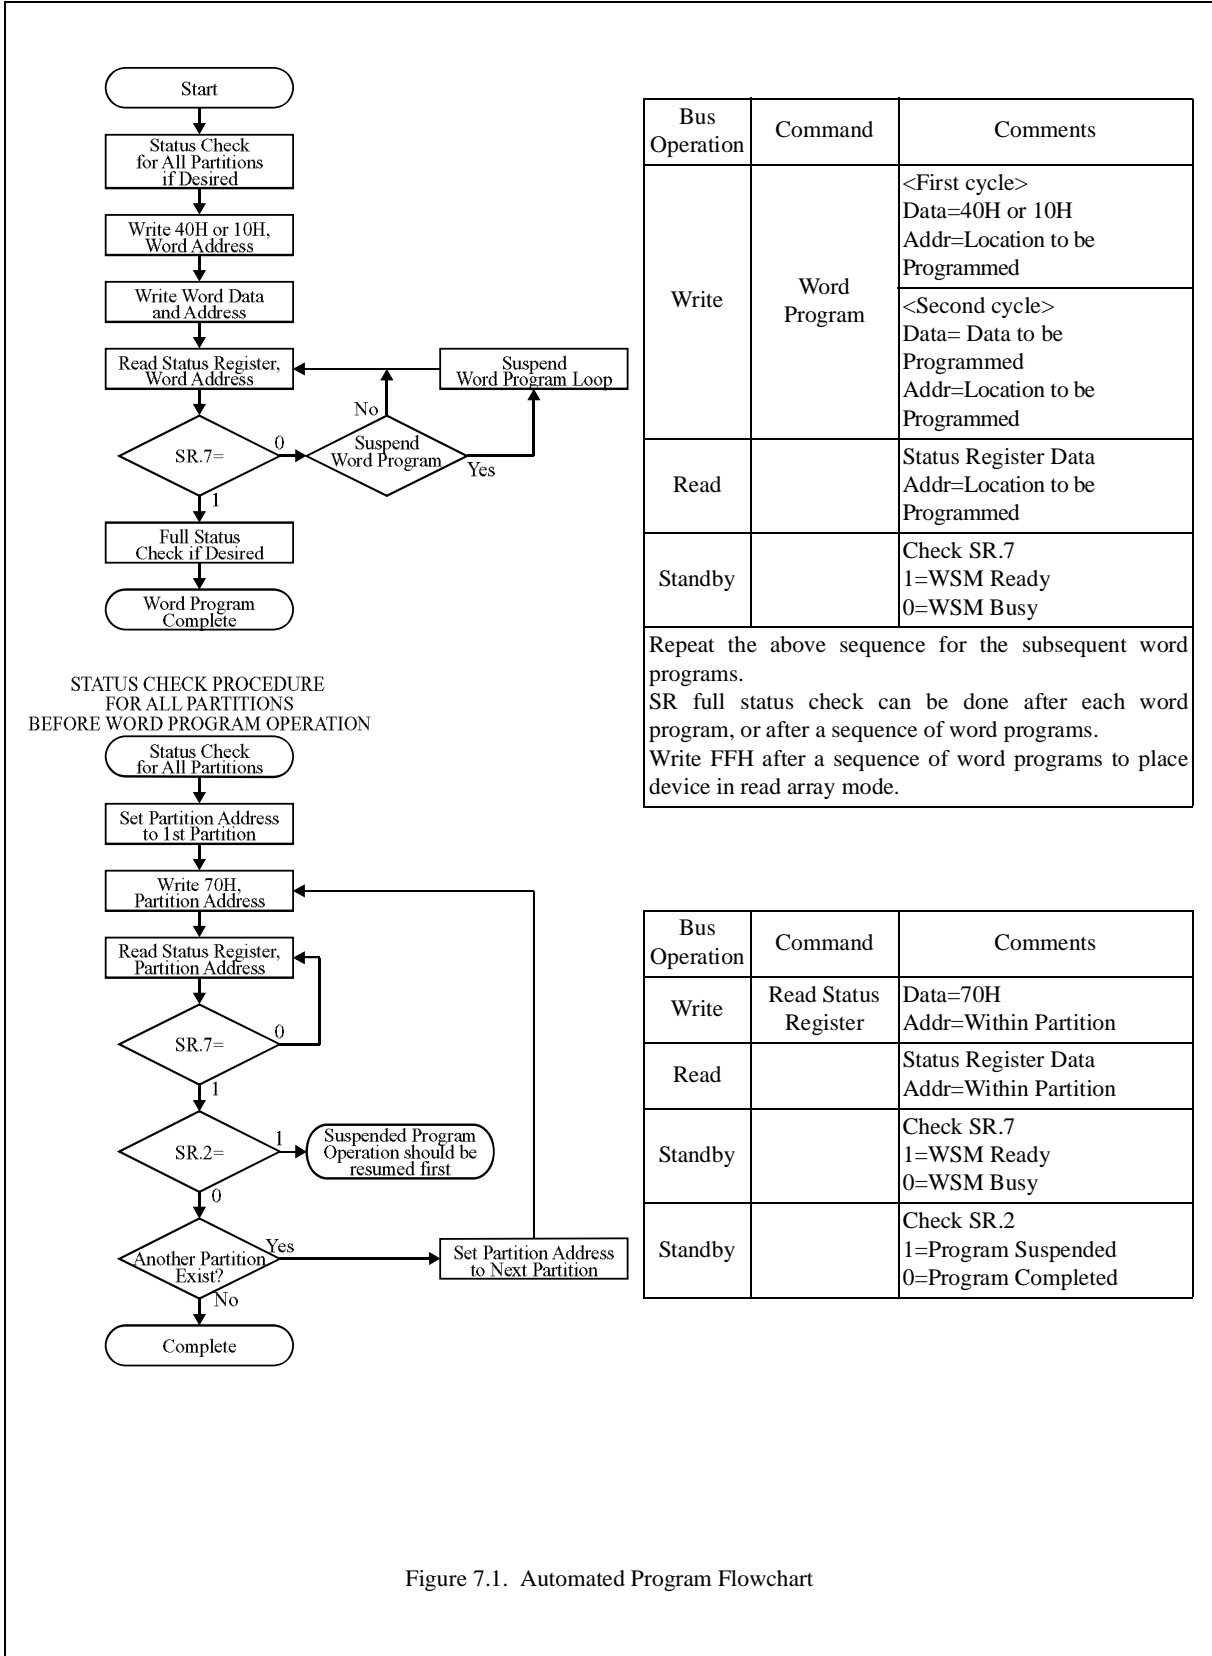 Start
Status Check
for All Partitions
if Desired
Write 40H or 10H,
Word Address
Write Word Data
and Address
Read Status Register,
Word Address
Suspend
Word Program Loop
SR.7=
0
1
Suspend
Word Program
No
Yes
Full Status
Check if Desired
Word Program
Complete
Bus
Operation
Command
Comments
Write
Word
Program
<First cycle>
Data=40H or 10H
Addr=Location to be
Programmed
<Second cycle>
Data= Data to be
Programmed
Addr=Location to be
Programmed
Read
Status Register Data
Addr=Location to be
Programmed
Standby
Check SR.7
1=WSM Ready
0=WSM Busy
Repeat the above sequence for the subsequent word
programs.
SR full status check can be done after each word
program, or after a sequence of word programs.
Write FFH after a sequence of word programs to place
device in read array mode.
STATUS CHECK PROCEDURE
FOR ALL PARTITIONS
BEFORE WORD PROGRAM OPERATION
Status Check
for All Partitions
Set Partition Address
to 1st Partition
Write 70H,
Partition Address
Read Status Register,
Partition Address
SR.7=
0
1
SR.2=
1
0
Suspended Program
Operation should be
resumed first
Another Partition
Exist?
Yes
No
Set Partition Address
to Next Partition
Complete
Bus
Operation
Command
Comments
Write
Read Status
Register
Data=70H
Addr=Within Partition
Read
Status Register Data
Addr=Within Partition
Standby
Check SR.7
1=WSM Ready
0=WSM Busy
Standby
Check SR.2
1=Program Suspended
0=Program Completed
Figure 7.1. Automated Program Flowchart